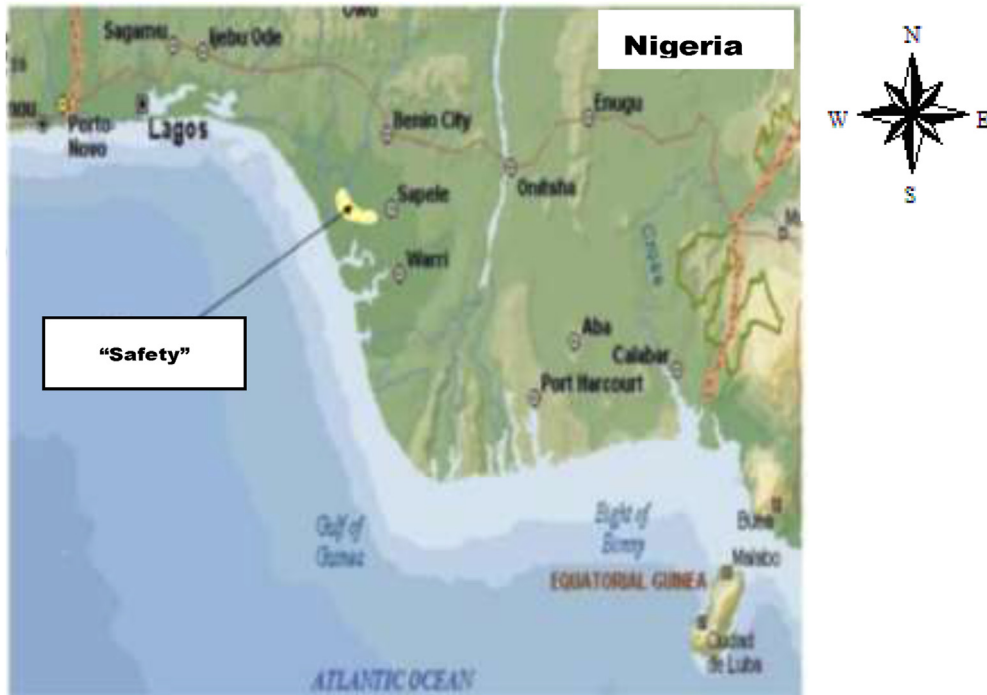 Owu
Nigeria
Sagamu
Ijebu Ode
N
Enugu
Benin City
W
E
Porto-
Novo
Lagos
Onitsha
S
Sapele
Warri
"Safety"
Aba
Calabar
Port Harcourt
Gulf of
Guinea
Bight of
Bonny
Malabo
EQUATORIAL GUINEA
Ciudad
de Luba
ATLANTIC OCEAN